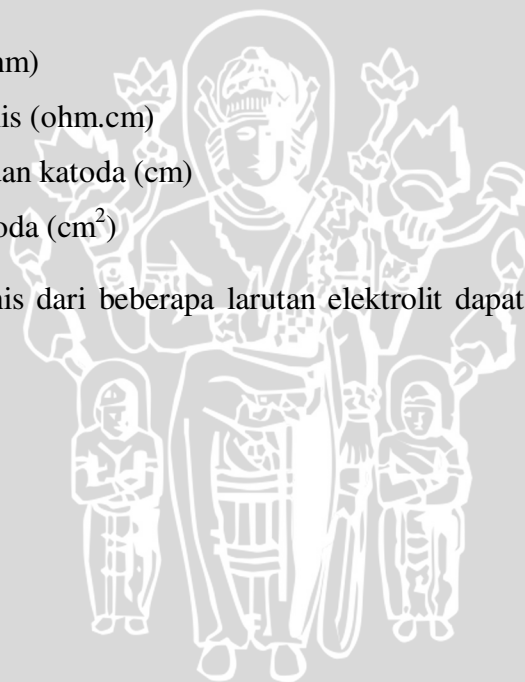 is (ohm.cm)
an katoda (cm)
oda (cm²)
is dari beberapa larutan elektrolit dapat